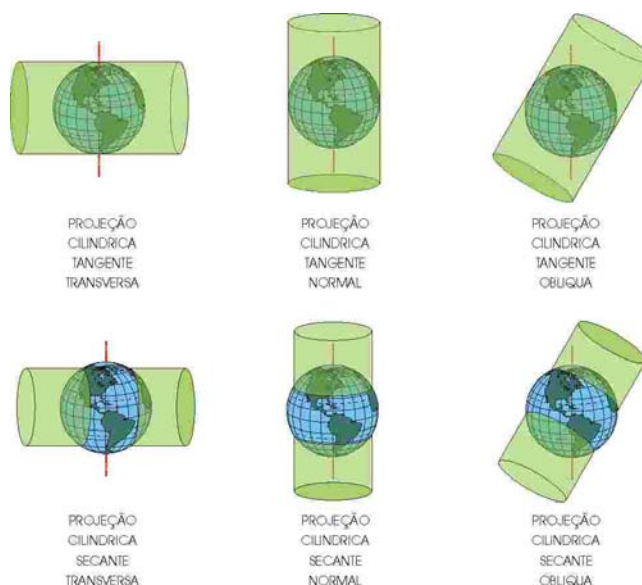 PROJEÇÃO
CILINDRICA
TANGENTE
TRANSVERSA
PROJEÇÃO
CILINDRICA
TANGENTE
NORMAL
PROJEÇÃO
CILINDRICA
TANGENTE
OBLIQUA
PROJEÇÃO
CILINDRICA
SECANTE
TRANSVERSA
PROJEÇÃO
CILINDRICA
SECANTE
NORMAL
PROJEÇÃO
CILINDRICA
SECANTE
OBLIQUA